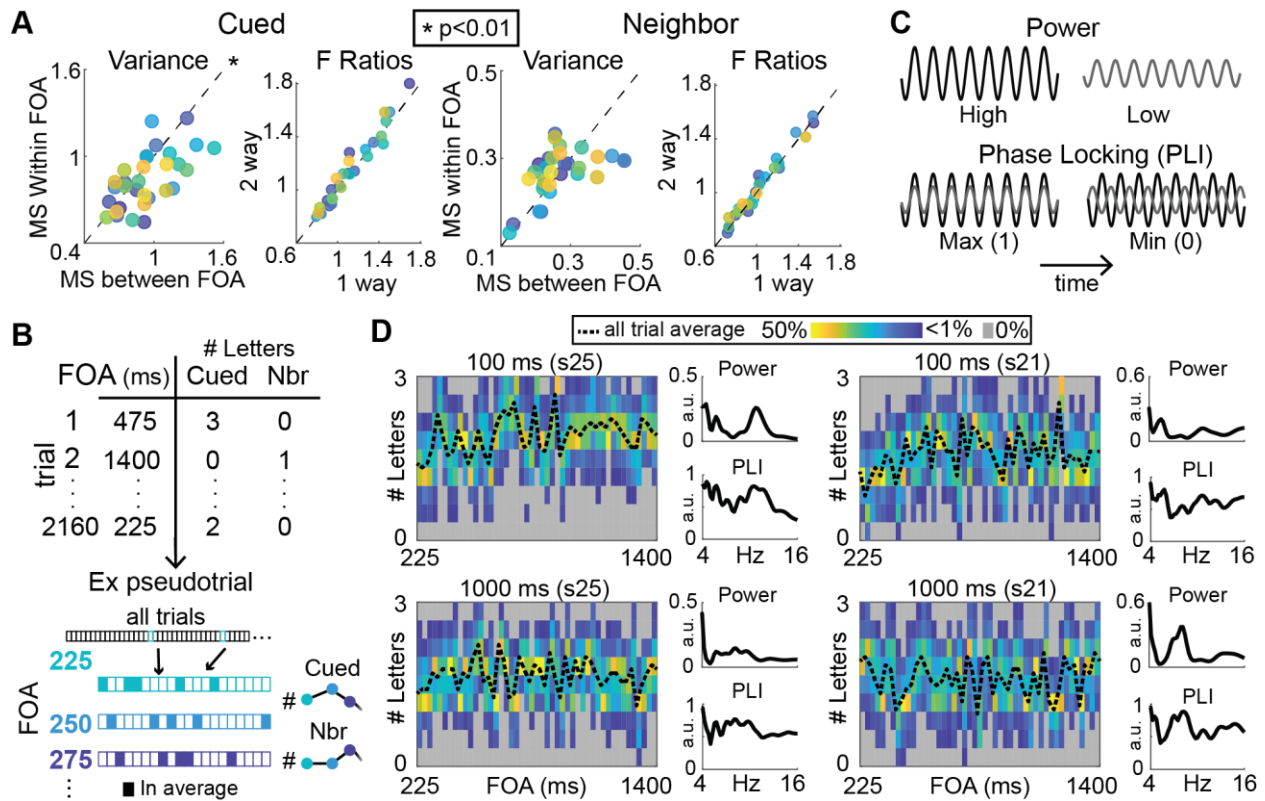 A
Cued
* p<0.01
Neighbor
Variance
*
F Ratios
Variance
F Ratios
1.6
1
0.4
MS Within FOA
1
1.6
MS between FOA
1.8
1.4
1
0.6
2 way
1
1.4
1.8
1 way
0.5
0.3
0.1
MS within FOA
0.3
0.5
MS between FOA
1.8
1.4
1
0.6
2 way
1
1.4
1.8
1 way
C
Power
High
Low
Phase Locking (PLI)
Max (1)
Min (0)
time
B
# Letters
FOA (ms)
Cued
Nbr
trial
1
475
3
0
2
1400
0
1
2160
225
2
0
Ex pseudotrial
all trials
FOA
225
250
275
Cued
#
Nbr
#
In average
D
all trial average
50%
<1%
0%
100 ms (s25)
3
# Letters
0
225
1400
Power
0.5
a.u.
0
PLI
1
a.u.
0
4
Hz
16
100 ms (s21)
3
# Letters
0
225
1400
Power
0.6
a.u.
0
PLI
1
a.u.
0
4
Hz
16
1000 ms (s25)
3
# Letters
0
225
FOA (ms)
1400
Power
0.5
a.u.
0
PLI
1
a.u.
0
4
Hz
16
1000 ms (s21)
3
# Letters
0
225
FOA (ms)
1400
Power
0.6
a.u.
0
PLI
1
a.u.
0
4
Hz
16